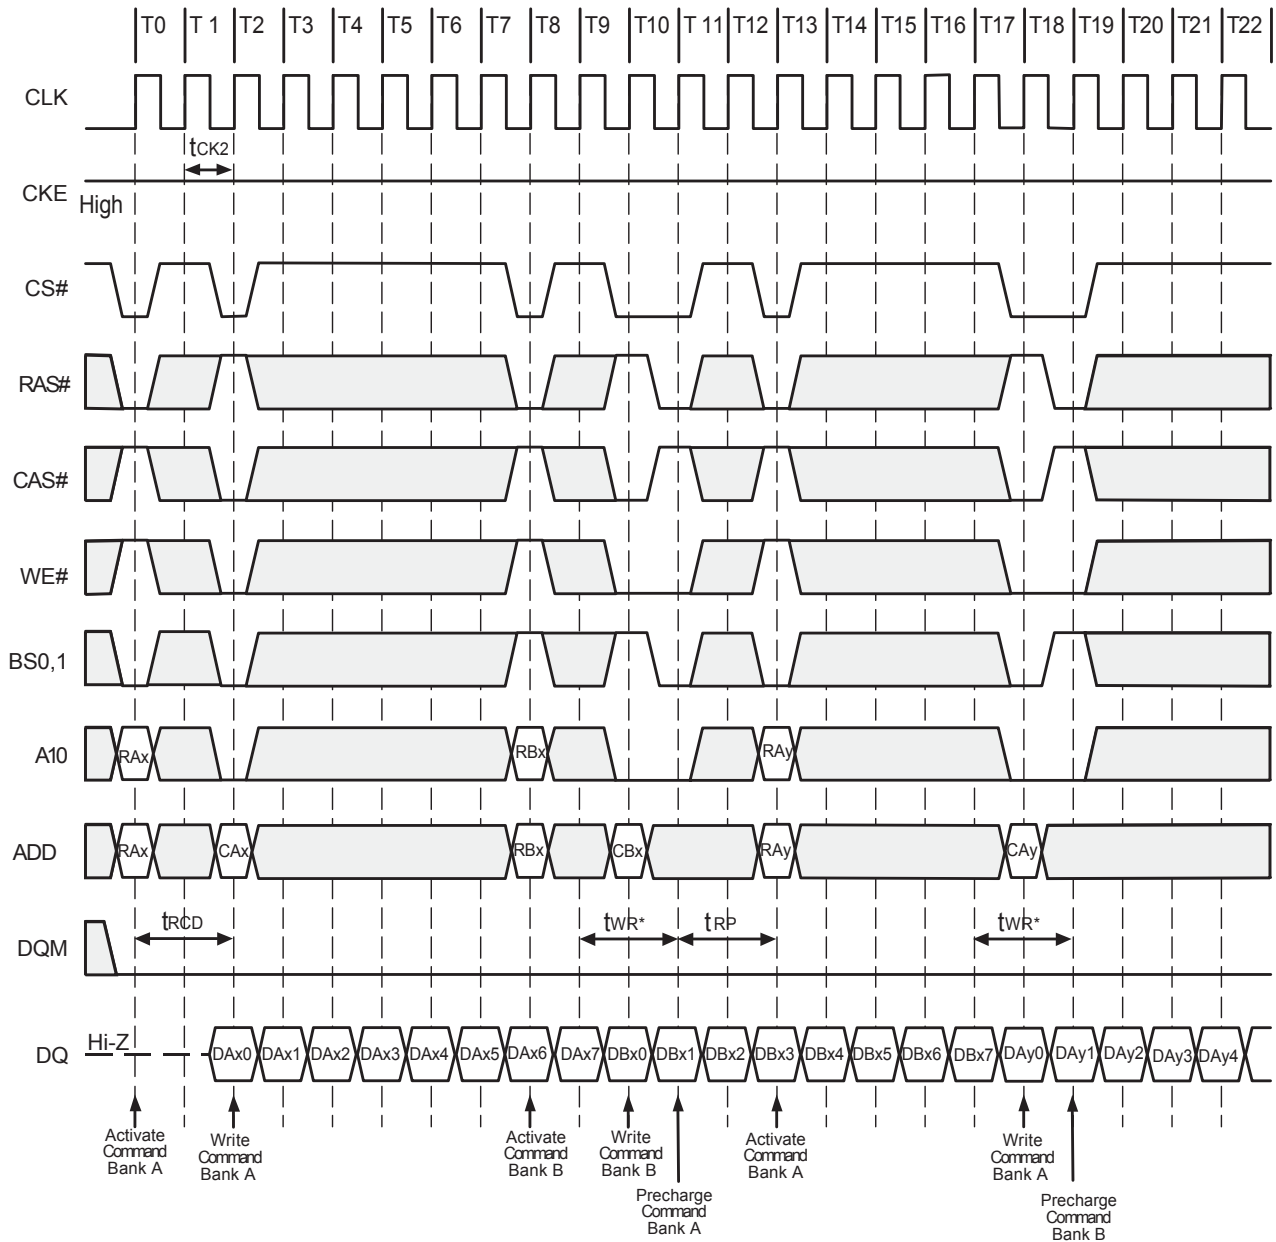 T0 T 1 T2 T3 T4 T5 T6 T7 T8 T9 T10 T 11 T12 T13 T14 T15 T16 T17 T18 T19 T20 T21 T22
CLK
tCK2
CKE
High
CS#
RAS#
CAS#
WE#
BS0,1
A10 RAx RBx RAy
ADD RAx CAx RBx CBx RAy CAy
tRCD tWR* tRP tWR*
DQM
Hi-Z
DQ DAx0 DAx1 DAx2 DAx3 DAx4 DAx5 DAx6 DAx7 DBx0 DBx1 DBx2 DBx3 DBx4 DBx5 DBx6 DBx7 DAy0 DAy1 DAy2 DAy3 DAy4
Activate
Command
Bank A
Write
Command
Bank A
Activate
Command
Bank B
Write
Command
Bank B
Precharge
Command
Bank A
Activate
Command
Bank A
Write
Command
Bank A
Precharge
Command
Bank B